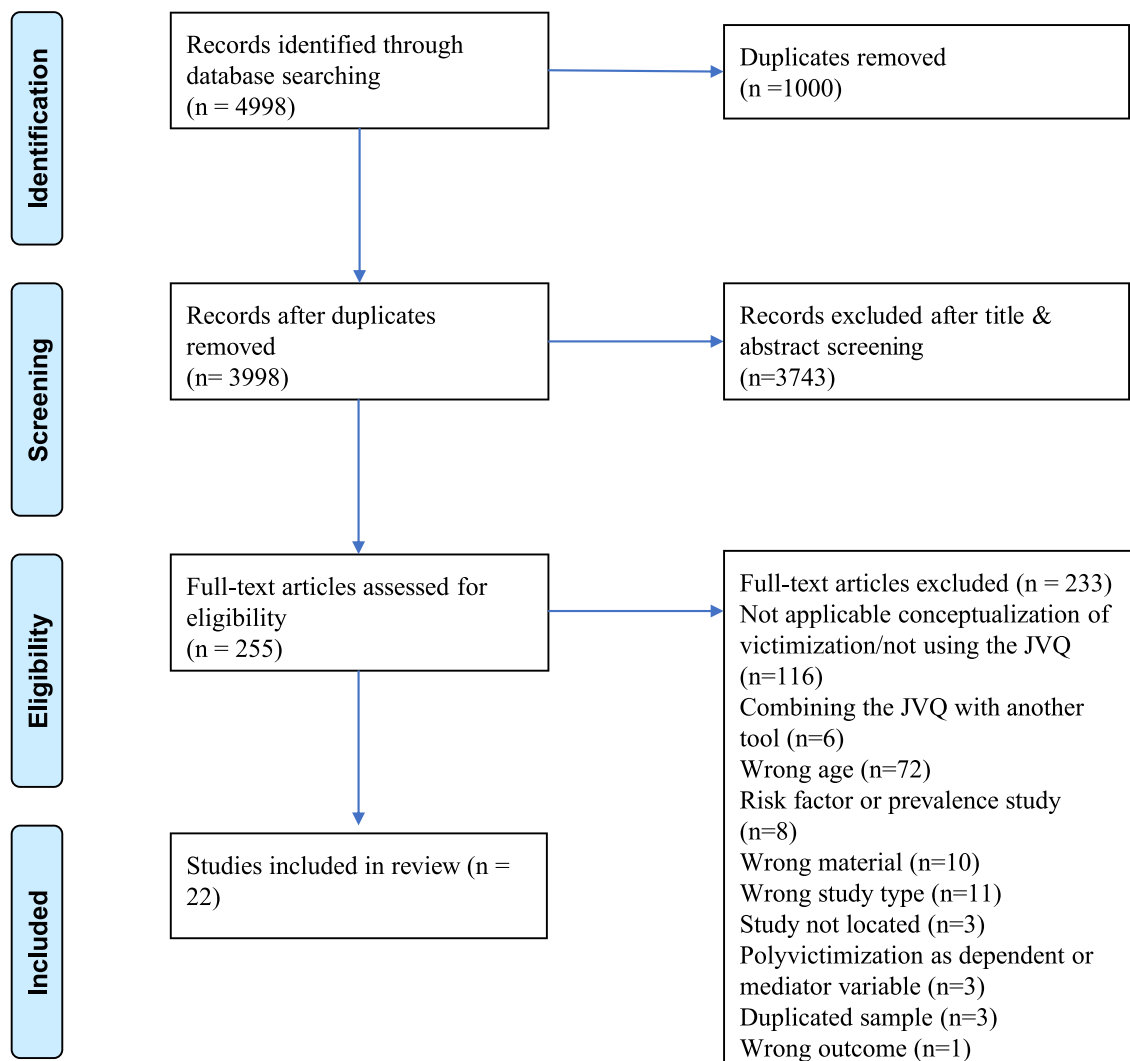 Identification
Records identified through
database searching
(n = 4998)
Duplicates removed
(n =1000)
Screening
Records after duplicates
removed
(n= 3998)
Records excluded after title &
abstract screening
(n=3743)
Eligibility
Full-text articles assessed for
eligibility
(n = 255)
Full-text articles excluded (n = 233)
Not applicable conceptualization of
victimization/not using the JVQ
(n=116)
Combining the JVQ with another
tool (n=6)
Wrong age (n=72)
Risk factor or prevalence study
(n=8)
Wrong material (n=10)
Wrong study type (n=11)
Study not located (n=3)
Polyvictimization as dependent or
mediator variable (n=3)
Duplicated sample (n=3)
Wrong outcome (n=1)
Included
Studies included in review (n =
22)